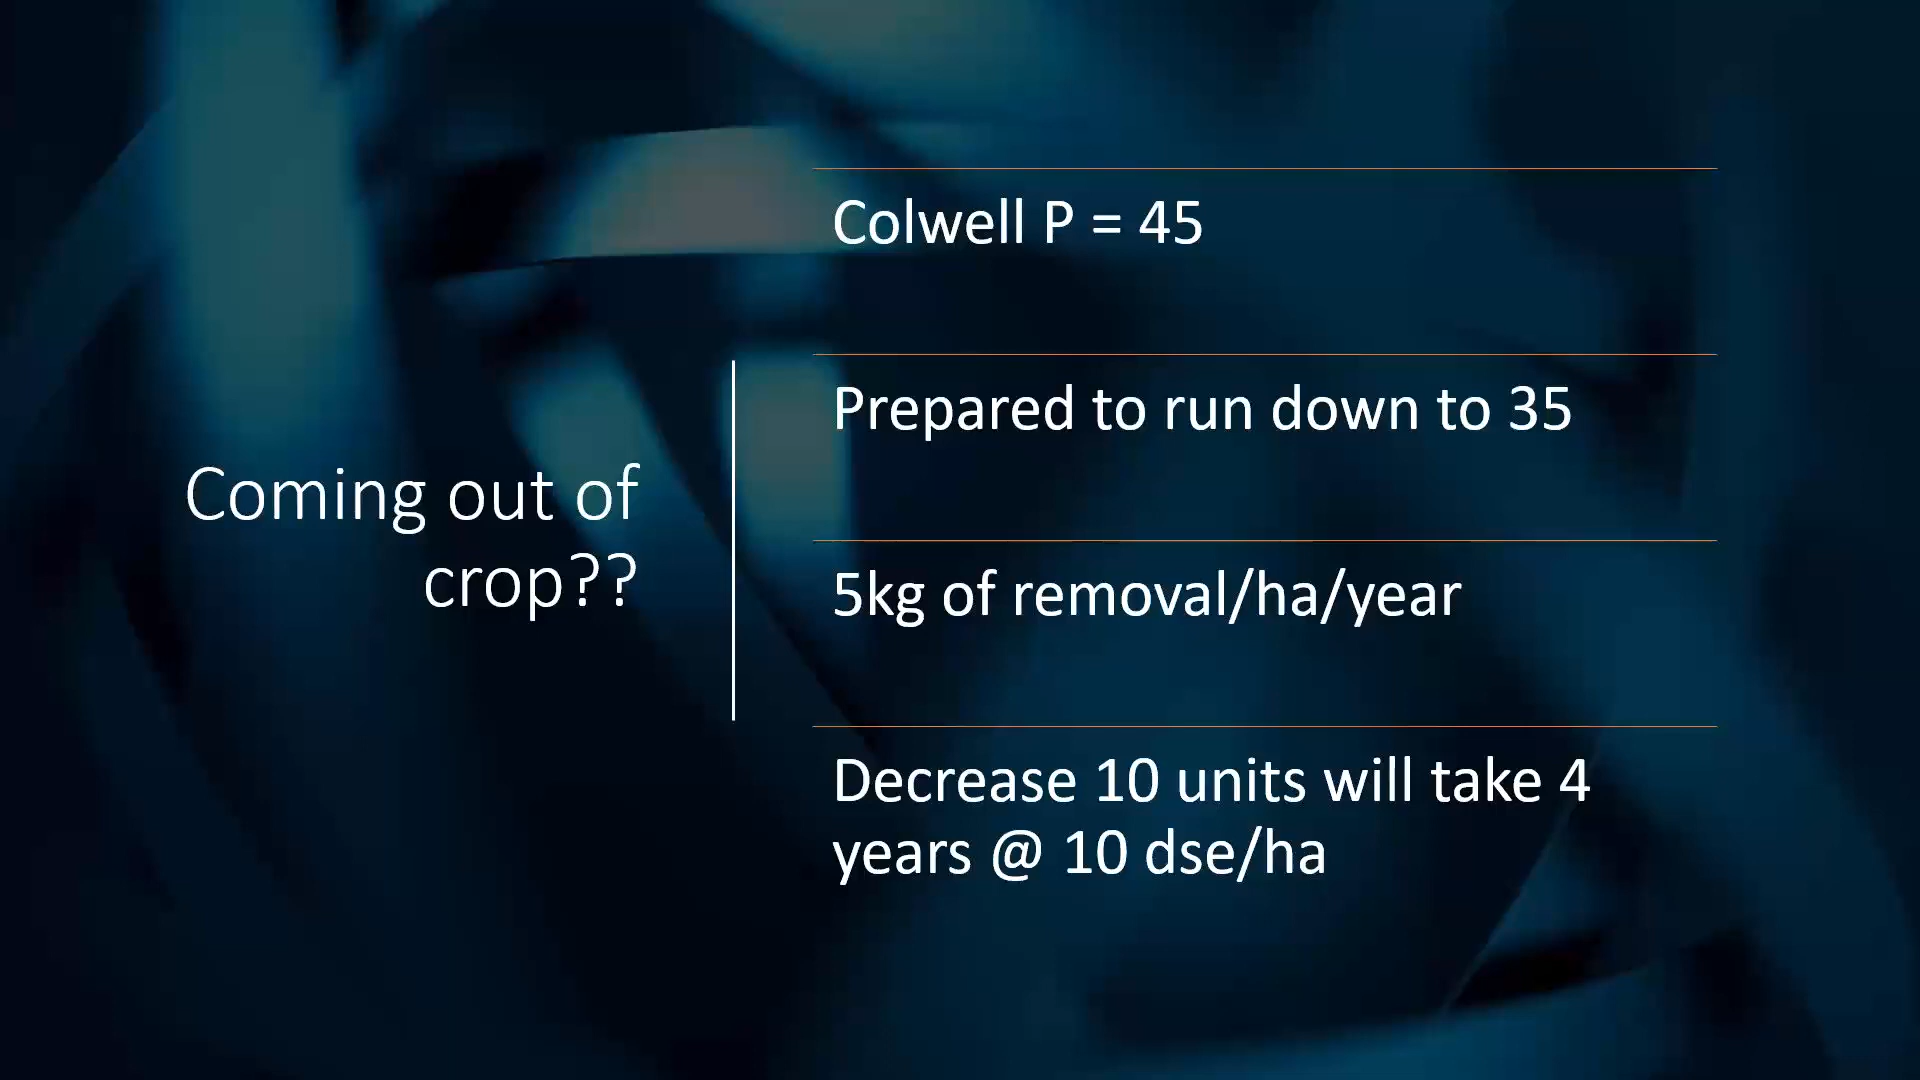 Coming out of
crop??
Colwell P = 45
Prepared to run down to 35
5kg of removal/ha/year
Decrease 10 units will take 4
years @ 10 dse/ha